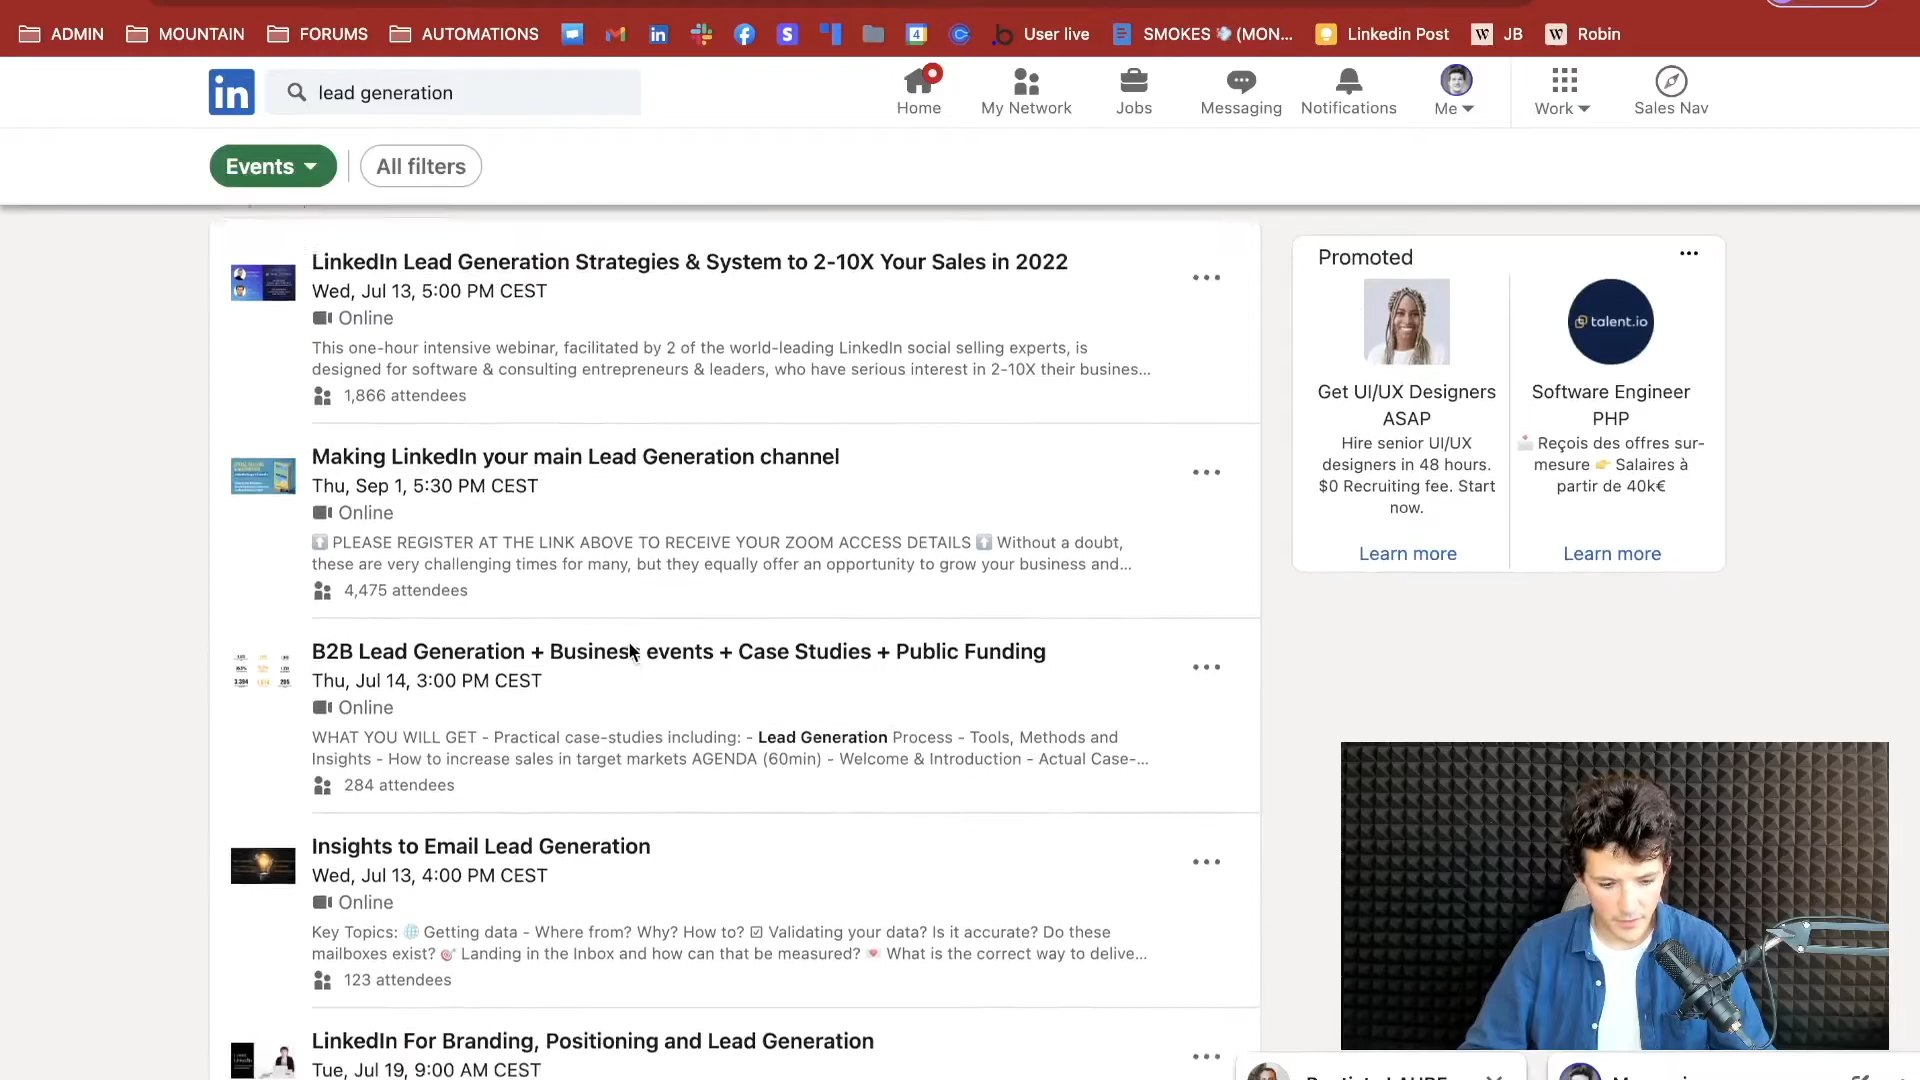 ADMIN MOUNTAIN FORUMS AUTOMATIONS User live SMOKES (MON... Linkedin Post JB Robin
in lead generation Home My Network Jobs Messaging Notifications Me Work Sales Nav
Events All filters
LinkedIn Lead Generation Strategies & System to 2-10X Your Sales in 2022
Wed, Jul 13, 5:00 PM CEST
Online
This one-hour intensive webinar, facilitated by 2 of the world-leading LinkedIn social selling experts, is
designed for software & consulting entrepreneurs & leaders, who have serious interest in 2-10X their busines...
1,866 attendees
Making LinkedIn your main Lead Generation channel
Thu, Sep 1, 5:30 PM CEST
Online
⬆️ PLEASE REGISTER AT THE LINK ABOVE TO RECEIVE YOUR ZOOM ACCESS DETAILS ⬆️ Without a doubt,
these are very challenging times for many, but they equally offer an opportunity to grow your business and...
4,475 attendees
B2B Lead Generation + Business events + Case Studies + Public Funding
Thu, Jul 14, 3:00 PM CEST
Online
WHAT YOU WILL GET - Practical case-studies including: - Lead Generation Process - Tools, Methods and
Insights - How to increase sales in target markets AGENDA (60min) - Welcome & Introduction - Actual Case-...
284 attendees
Insights to Email Lead Generation
Wed, Jul 13, 4:00 PM CEST
Online
Key Topics: 🌐 Getting data - Where from? Why? How to? ☑ Validating your data? Is it accurate? Do these
mailboxes exist? 🎯 Landing in the Inbox and how can that be measured? 💌 What is the correct way to delive...
123 attendees
LinkedIn For Branding, Positioning and Lead Generation
Tue, Jul 19, 9:00 AM CEST
Promoted
talent.io
Get UI/UX Designers
ASAP
Hire senior UI/UX
designers in 48 hours.
$0 Recruiting fee. Start
now.
Learn more
Software Engineer
PHP
📩 Reçois des offres sur-
mesure 👉 Salaires à
partir de 40k€
Learn more